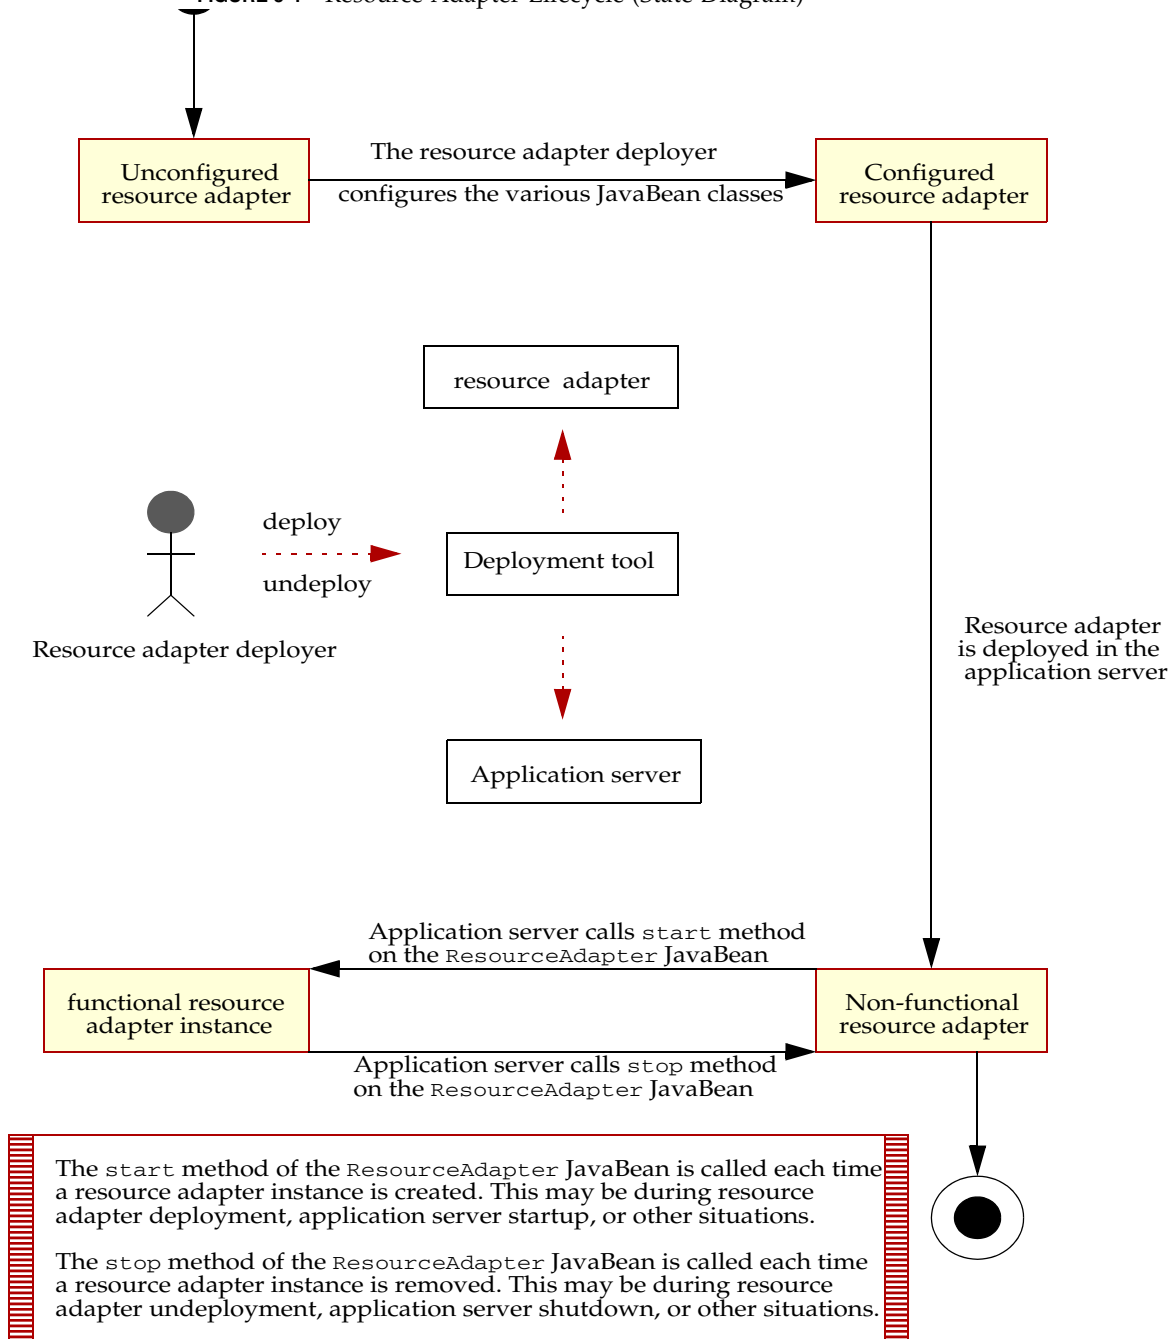 Resource Adapter Lifecycle (State Diagram)
The resource adapter deployer
configures the various JavaBean classes
Unconfigured
resource adapter
Configured
resource adapter
resource adapter
deploy
undeploy
Deployment tool
Resource adapter deployer
Resource adapter
is deployed in the
application server
Application server
Application server calls start method
on the ResourceAdapter JavaBean
functional resource
adapter instance
Non-functional
resource adapter
Application server calls stop method
on the ResourceAdapter JavaBean
The start method of the ResourceAdapter JavaBean is called each time
a resource adapter instance is created. This may be during resource
adapter deployment, application server startup, or other situations.
The stop method of the ResourceAdapter JavaBean is called each time
a resource adapter instance is removed. This may be during resource
adapter undeployment, application server shutdown, or other situations.